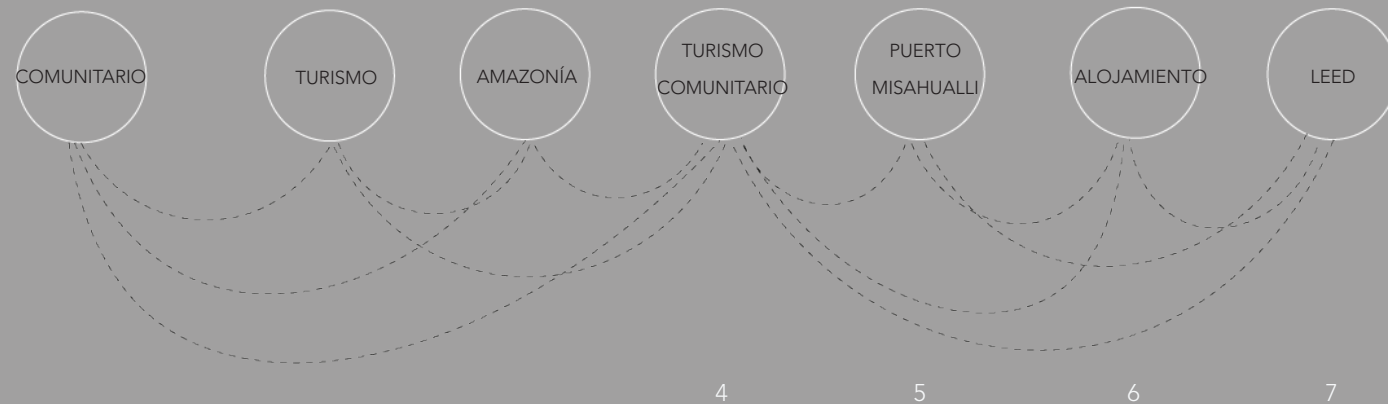 COMUNITARIO
TURISMO
AMAZONÍA
TURISMO
COMUNITARIO
PUERTO
MISAHUALLI
ALOJAMIENTO
LEED
4
5
6
7